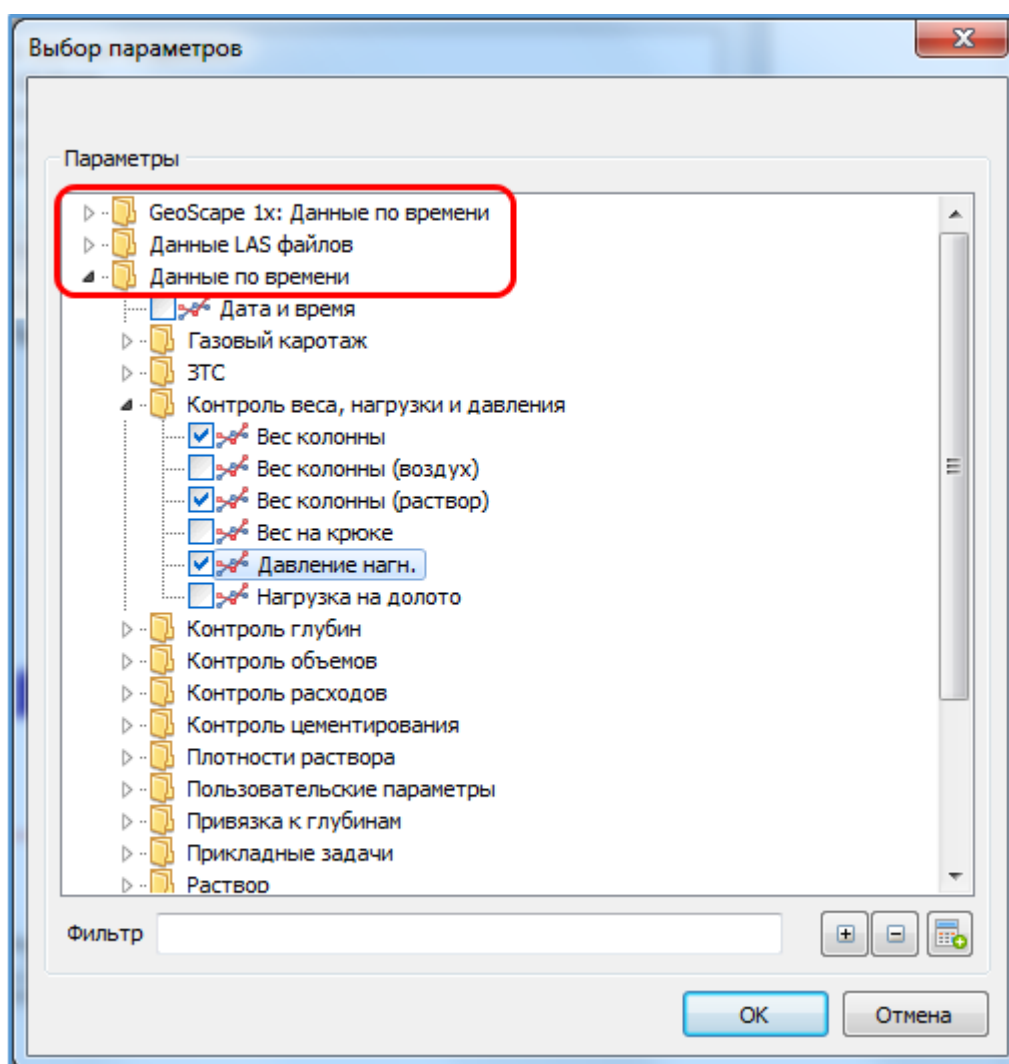 Выбор параметров
Параметры
GeoScape 1x: Данные по времени
Данные LAS файлов
Данные по времени
Дата и время
Газовый каротаж
ЗТС
Контроль веса, нагрузки и давления
Вес колонны
Вес колонны (воздух)
Вес колонны (раствор)
Вес на крюке
Давление нагн.
Нагрузка на долото
Контроль глубин
Контроль объемов
Контроль расходов
Контроль цементирования
Плотности раствора
Пользовательские параметры
Привязка к глубинам
Прикладные задачи
Раствор
Фильтр
OK Отмена